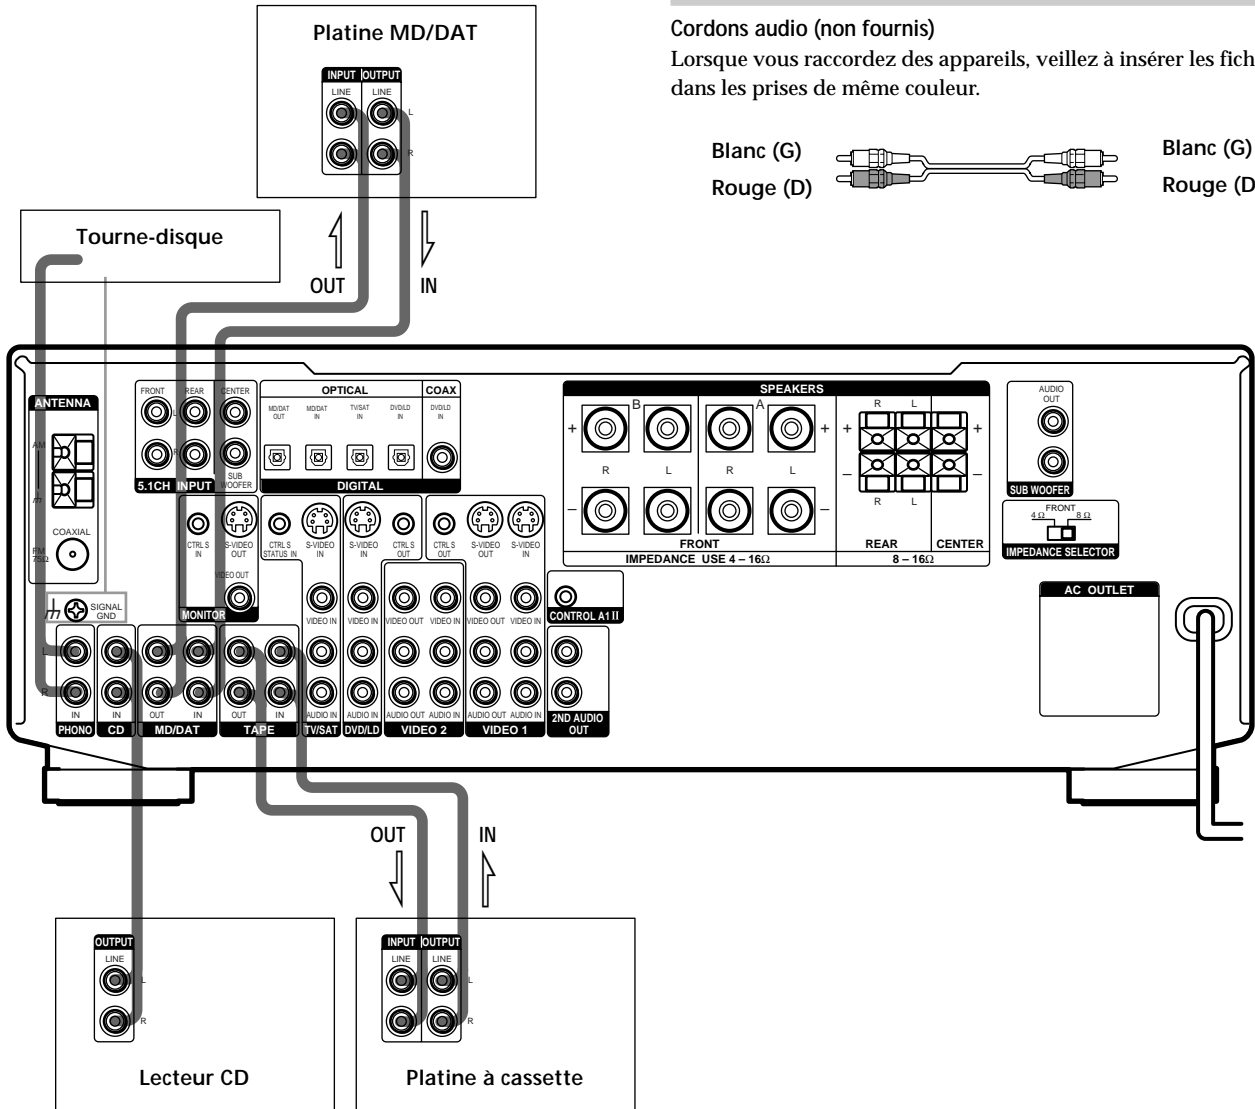 Cordons audio (non fournis)
Lorsque vous raccordez des appareils, veillez à insérer les fich
dans les prises de même couleur.
Blanc (G)
Rouge (D)
Blanc (G)
Rouge (D
Platine MD/DAT
INPUT OUTPUT
LINE LINE
L
R
Tourne-disque
OUT IN
ANTENNA
AM
COAXIAL
FM
75Ω
SIGNAL
GND
FRONT REAR CENTER
L
R
SUB
WOOFER
5.1CH INPUT
OPTICAL COAX
MD/DAT
OUT
MD/DAT
IN
TV/SAT
IN
DVD/LD
IN
DVD/LD
IN
DIGITAL
CTRL S
IN
S-VIDEO
OUT
VIDEO OUT
MONITOR
CTRL S
STATUS IN
S-VIDEO
IN
S-VIDEO
IN
CTRL S
OUT
CTRL S
OUT
S-VIDEO
OUT
S-VIDEO
IN
VIDEO IN VIDEO IN VIDEO OUT VIDEO IN VIDEO OUT VIDEO IN
CONTROL A1 II
SPEAKERS
B A
+ +
R L R L
– –
FRONT
IMPEDANCE USE 4 – 16Ω
R L
+ +
– –
R L
REAR CENTER
8 – 16Ω
AUDIO
OUT
SUB WOOFER
FRONT
4 Ω 8 Ω
IMPEDANCE SELECTOR
AC OUTLET
L
R
IN IN OUT IN OUT IN AUDIO IN AUDIO IN AUDIO OUT AUDIO IN AUDIO OUT AUDIO IN
PHONO CD MD/DAT TAPE TV/SAT DVD/LD VIDEO 2 VIDEO 1
2ND AUDIO
OUT
OUT IN
OUTPUT
LINE
L
R
Lecteur CD
INPUT OUTPUT
LINE LINE
L
R
Platine à cassette